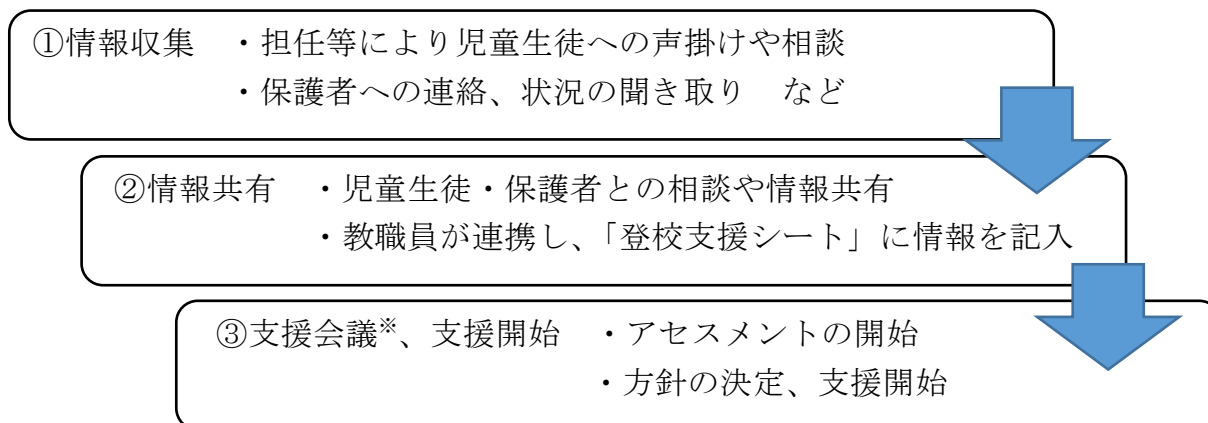 ①情報収集　・担任等により児童生徒への声掛けや相談
・保護者への連絡、状況の聞き取り　など
②情報共有　・児童生徒・保護者との相談や情報共有
・教職員が連携し、「登校支援シート」に情報を記入
③支援会議※、支援開始　・アセスメントの開始
・方針の決定、支援開始